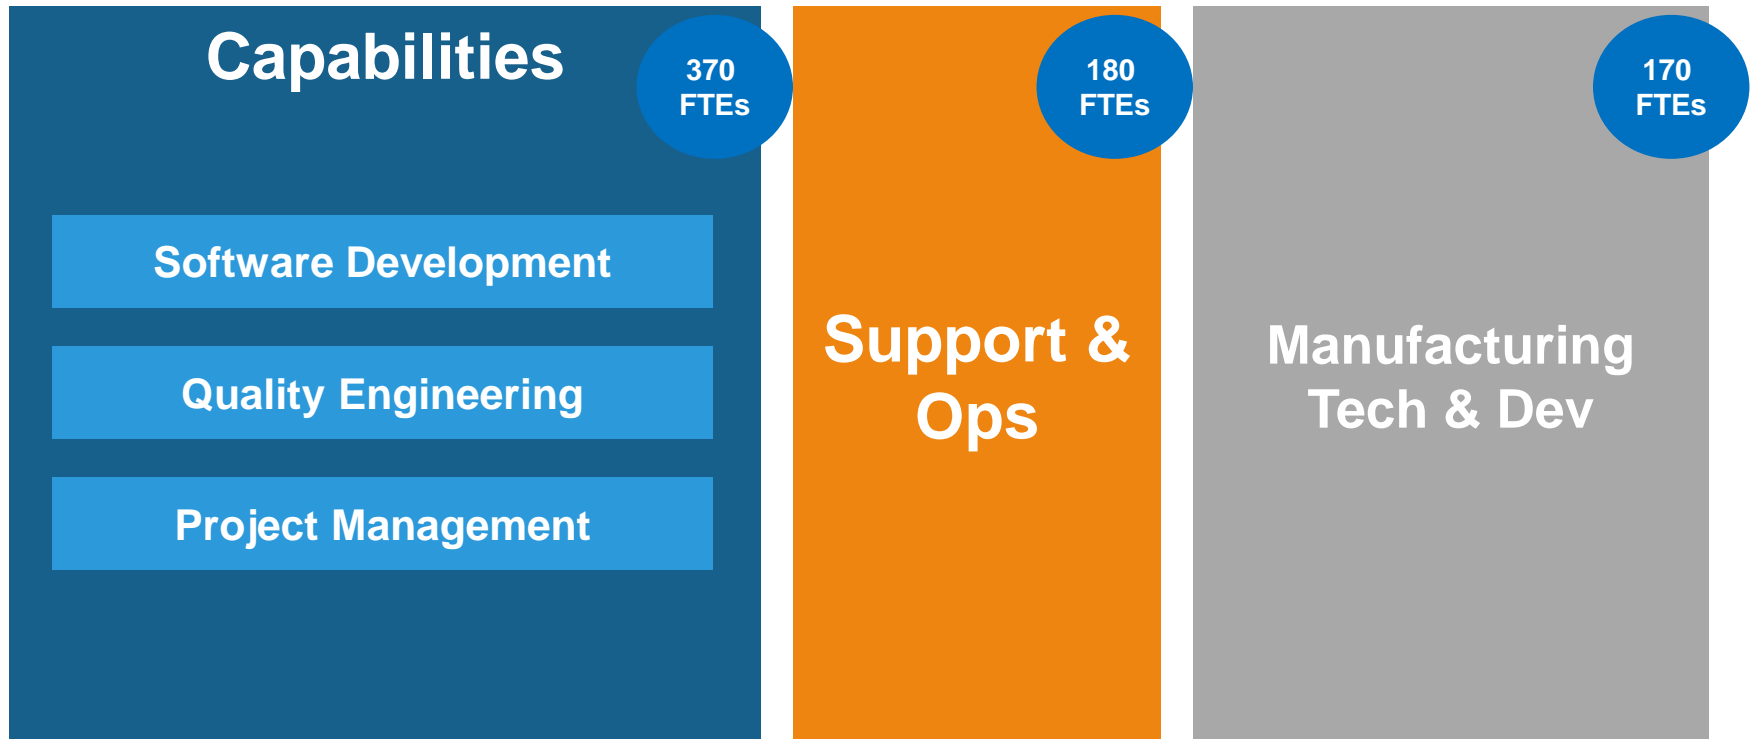 Capabilities
370
FTEs
Software Development
Quality Engineering
Project Management
180
FTEs
Support &
Ops
170
FTEs
Manufacturing
Tech & Dev